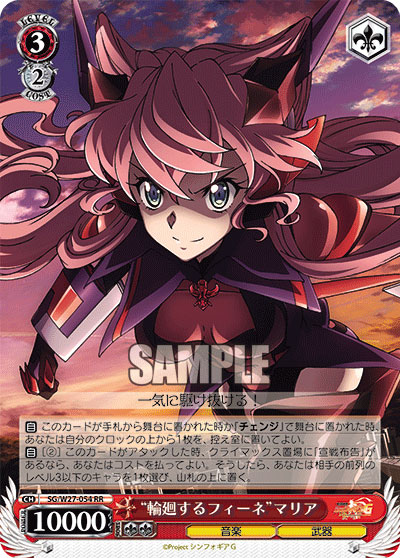 LEVEL
3
2
COST
SAMPLE
一気に駆け抜ける！
自 このカードが手札から舞台に置かれた時か「チェンジ」で舞台に置かれた時、
あなたは自分のクロックの上から1枚を、控え室に置いてよい。
自 ［②］ このカードがアタックした時、クライマックス置場に“宣戦布告”が
あるなら、あなたはコストを払ってよい。そうしたら、あなたは相手の前列の
レベル3以下のキャラを1枚選び、山札の上に置く。
CH
SG/W27-054 RR
“輪廻するフィーネ”マリア
10000
音楽
武器
©Project シンフォギアG